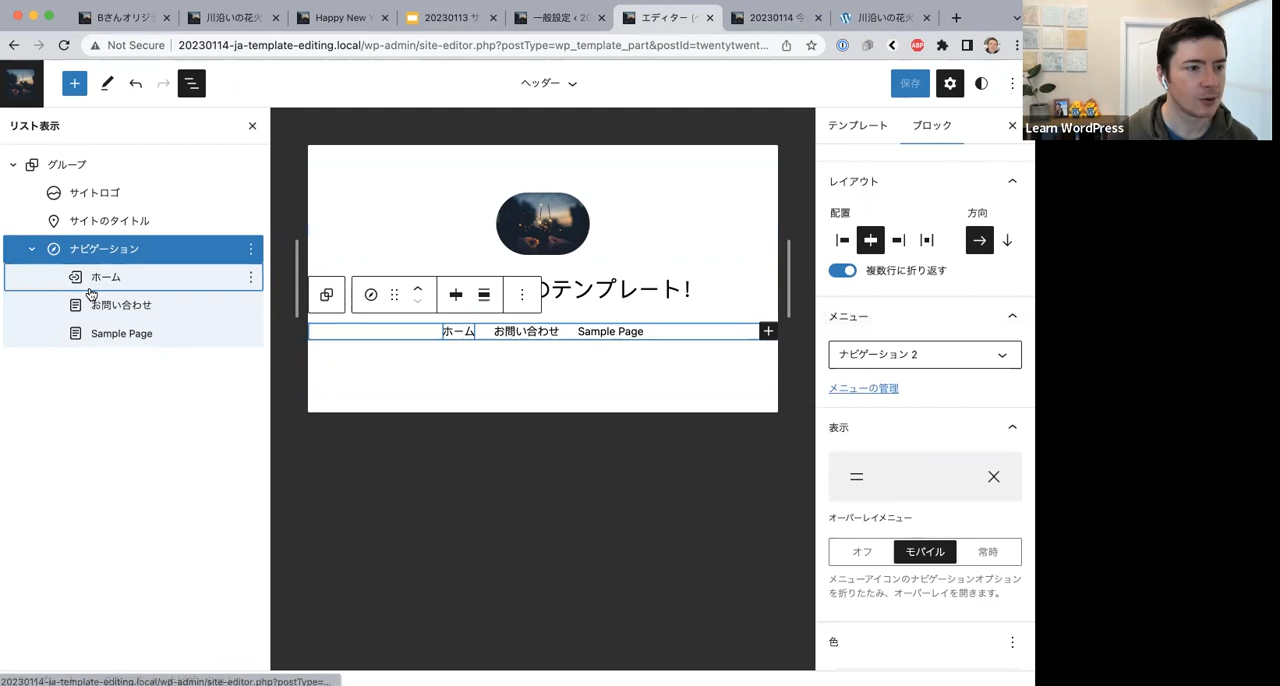 Bさんオリジ
川沿いの花火
Happy New Y
20230113 サ
一般設定 ‹ 20
エディター (ベ
20230114 今
川沿いの花火
Not Secure
20230114-ja-template-editing.local/wp-admin/site-editor.php?postType=wp_template_part&postId=twentytwent...
ABP
ヘッダー
保存
Learn WordPress
リスト表示
テンプレート
ブロック
グループ
サイトロゴ
サイトのタイトル
ナビゲーション
ホーム
お問い合わせ
Sample Page
のテンプレート！
ホーム
お問い合わせ
Sample Page
レイアウト
配置
方向
複数行に折り返す
メニュー
ナビゲーション 2
メニューの管理
表示
オーバーレイメニュー
オフ
モバイル
常時
メニューアイコンのナビゲーションオプション
を折りたたみ、オーバーレイを開きます。
色
20230114-ja-template-editing.local/wp-admin/site-editor.php?postType=...